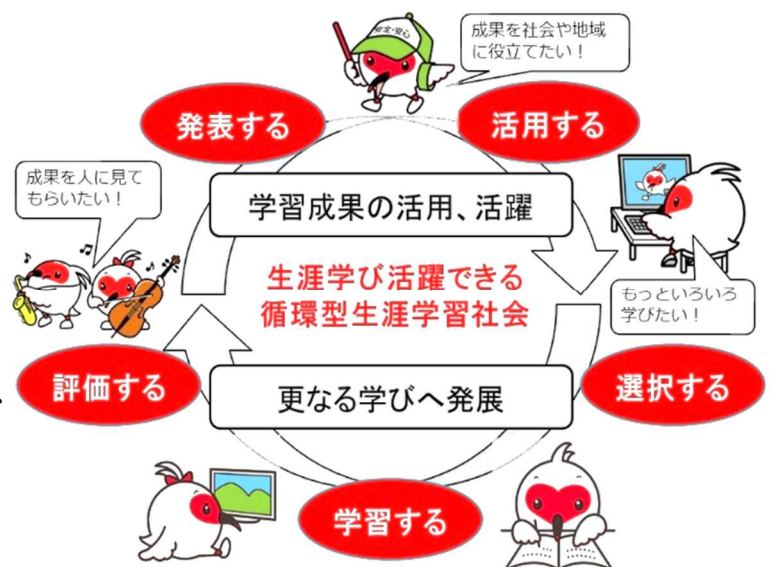 安全・安心
成果を社会や地域
に役立てたい！
発表する
活用する
成果を人に見て
もらいたい！
学習成果の活用、活躍
生涯学び活躍できる
循環型生涯学習社会
もっといろいろ
学びたい！
評価する
更なる学びへ発展
選択する
学習する